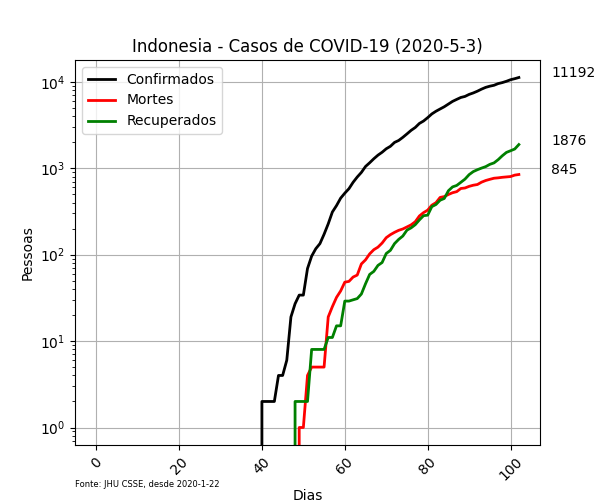 Indonesia - Casos de COVID-19 (2020-5-3)
Confirmados
Mortes
Recuperados
11192
1876
845
10⁴
10³
10²
10¹
10⁰
Pessoas
0
20
40
60
80
100
Fonte: JHU CSSE, desde 2020-1-22
Dias